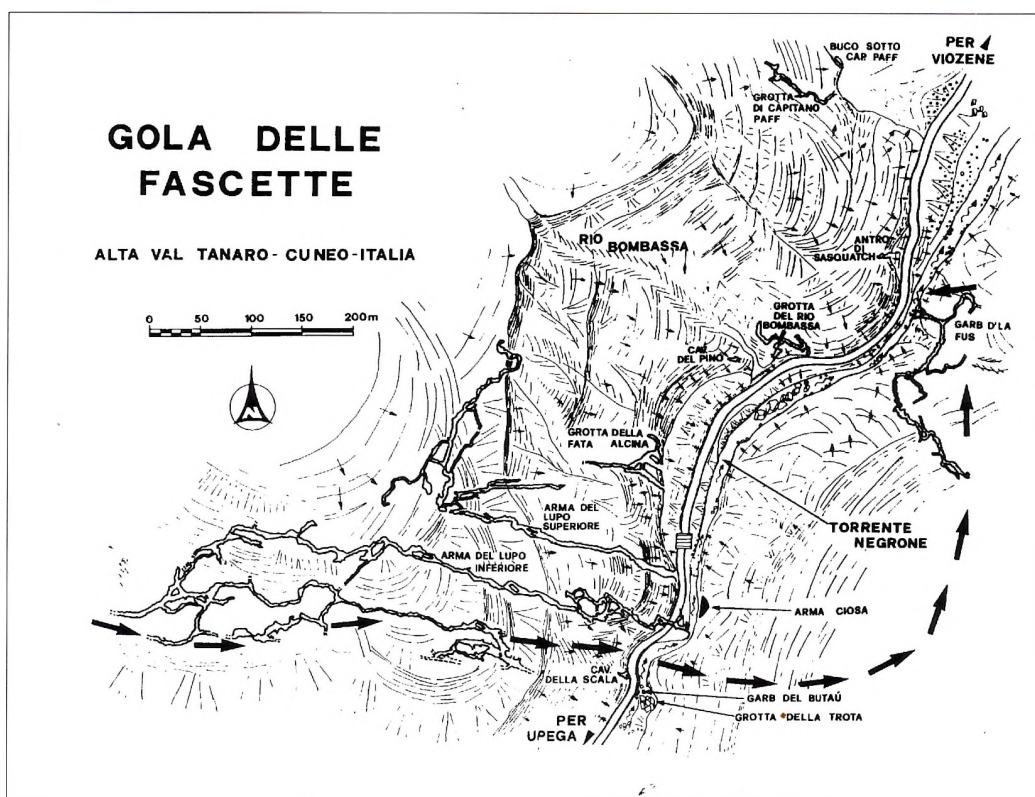 GOLA DELLE
FASCETTE
ALTA VAL TANARO - CUNEO - ITALIA
0 50 100 150 200m
N
BUCO SOTTO
CAP. PAFF
PER
VIOZENE
GROTTA
DI CAPITANO
PAFF
RIO BOMBASSA
ANTRO
DI
SASQUATCH
GROTTA
DEL RIO
BOMBASSA
GARB D'LA
FUS
CAV.
DEL PINO
GROTTA DELLA
FATA ALCINA
ARMA DEL
LUPO
SUPERIORE
TORRENTE
NEGRONE
ARMA DEL LUPO
INFERIORE
ARMA CIOSA
CAV.
DELLA SCALA
GARB DEL BUTAÚ
GROTTA DELLA TROTA
PER
UPEGA